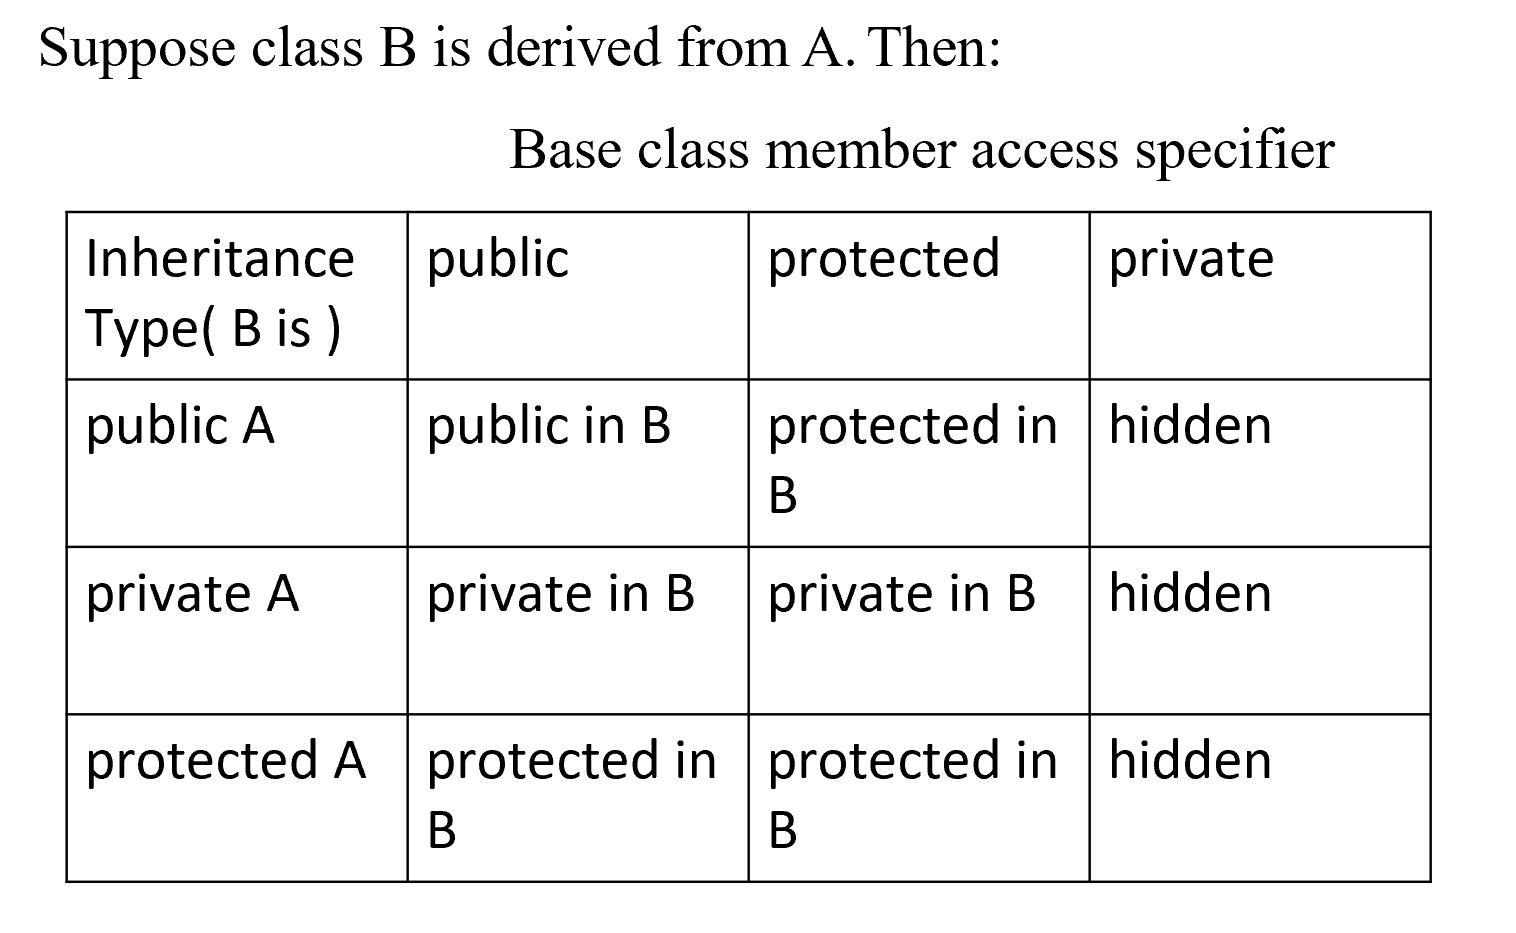 Suppose class B is derived from A. Then:
Base class member access specifier
Inheritance Type( B is ) public protected private
public A public in B protected in B hidden
private A private in B private in B hidden
protected A protected in B protected in B hidden